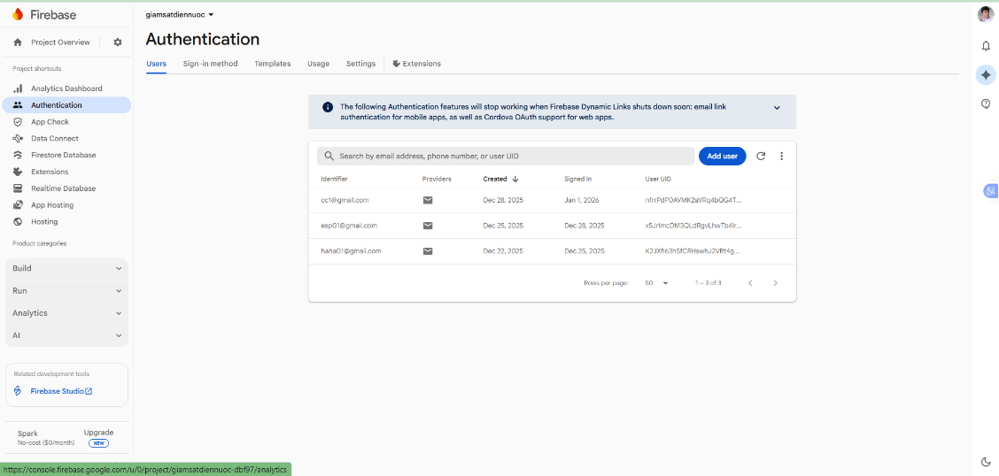 Firebase
giamsatdiennuoc
Project Overview
Authentication
Users Sign-in method Templates Usage Settings Extensions
Project shortcuts
Analytics Dashboard
Authentication
App Check
Data Connect
Firestore Database
Extensions
Realtime Database
App Hosting
Hosting
Product categories
Build
Run
Analytics
AI
Related development tools
Firebase Studio
Spark
No-cost ($0/month)
Upgrade
NEW
The following Authentication features will stop working when Firebase Dynamic Links shuts down soon: email link
authentication for mobile apps, as well as Cordova OAuth support for web apps.
Search by email address, phone number, or user UID
Add user
Identifier Providers Created Signed In User UID
cc1@gmail.com Dec 28, 2025 Jan 1, 2026
esp01@gmail.com Dec 25, 2025 Dec 28, 2025
haha01@gmail.com Dec 22, 2025 Dec 25, 2025
Rows per page: 50 1 – 3 of 3
https://console.firebase.google.com/u/0/project/giamsatdiennuoc-dbf97/analytics